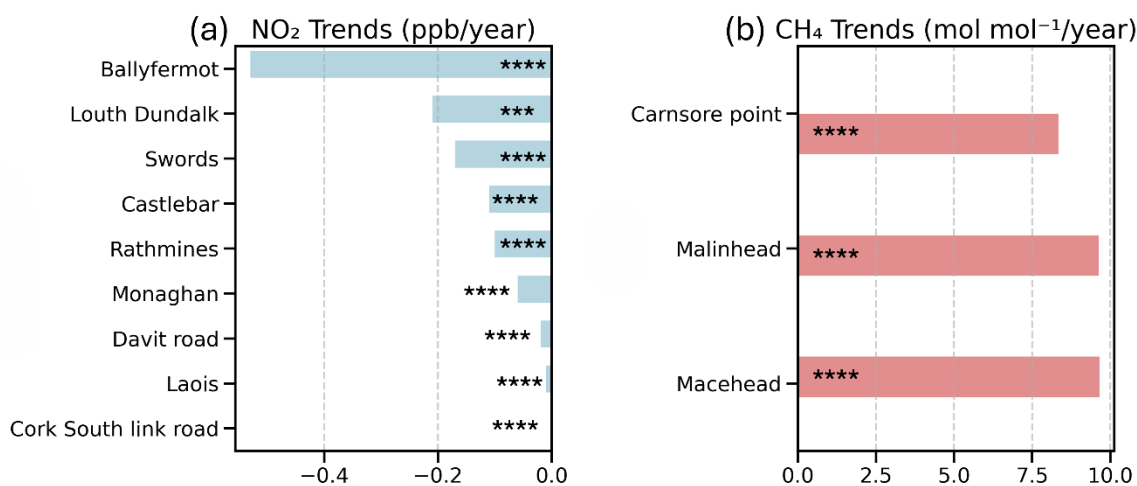 (a) NO₂ Trends (ppb/year)
Ballyfermot ****
Louth Dundalk ***
Swords ****
Castlebar ****
Rathmines ****
Monaghan ****
Davit road ****
Laois ****
Cork South link road ****
−0.4 −0.2 0.0
(b) CH₄ Trends (mol mol⁻¹/year)
Carnsore point ****
Malinhead ****
Macehead ****
0.0 2.5 5.0 7.5 10.0